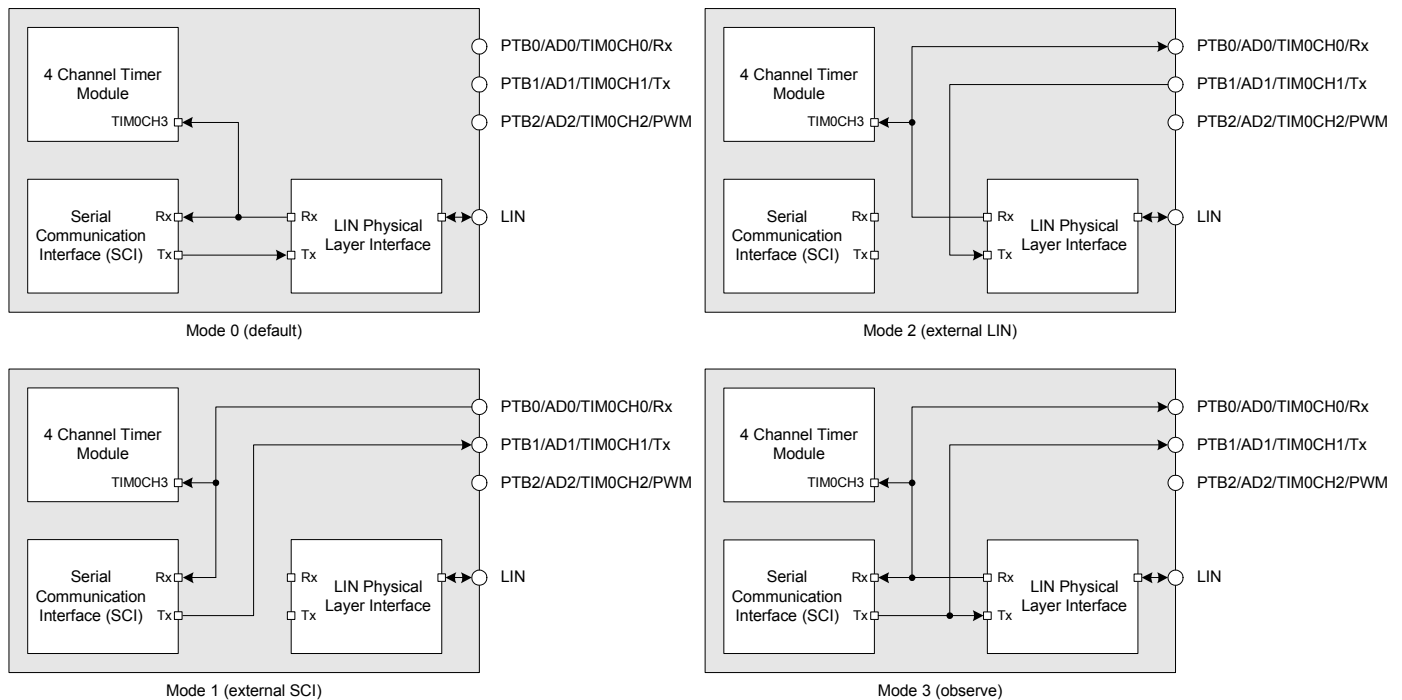 4 Channel Timer
Module
TIM0CH3
Serial
Communication
Interface (SCI)
Rx
Tx
Rx
Tx
LIN Physical
Layer Interface
PTB0/AD0/TIM0CH0/Rx
PTB1/AD1/TIM0CH1/Tx
PTB2/AD2/TIM0CH2/PWM
LIN
Mode 0 (default)
4 Channel Timer
Module
TIM0CH3
Serial
Communication
Interface (SCI)
Rx
Tx
Rx
Tx
LIN Physical
Layer Interface
PTB0/AD0/TIM0CH0/Rx
PTB1/AD1/TIM0CH1/Tx
PTB2/AD2/TIM0CH2/PWM
LIN
Mode 2 (external LIN)
4 Channel Timer
Module
TIM0CH3
Serial
Communication
Interface (SCI)
Rx
Tx
Rx
Tx
LIN Physical
Layer Interface
PTB0/AD0/TIM0CH0/Rx
PTB1/AD1/TIM0CH1/Tx
PTB2/AD2/TIM0CH2/PWM
LIN
Mode 1 (external SCI)
4 Channel Timer
Module
TIM0CH3
Serial
Communication
Interface (SCI)
Rx
Tx
Rx
Tx
LIN Physical
Layer Interface
PTB0/AD0/TIM0CH0/Rx
PTB1/AD1/TIM0CH1/Tx
PTB2/AD2/TIM0CH2/PWM
LIN
Mode 3 (observe)